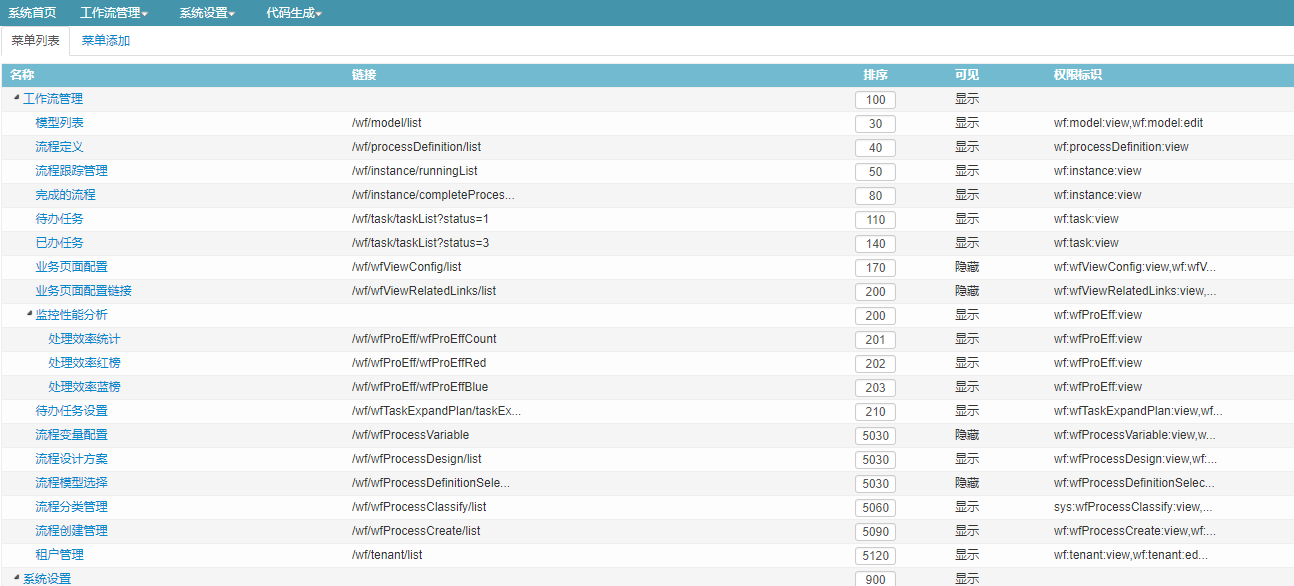 系统首页 工作流管理 系统设置 代码生成
菜单列表 菜单添加
名称 链接 排序 可见 权限标识
工作流管理 100 显示
模型列表 /wf/model/list 30 显示 wf:model:view,wf:model:edit
流程定义 /wf/processDefinition/list 40 显示 wf:processDefinition:view
流程跟踪管理 /wf/instance/runningList 50 显示 wf:instance:view
完成的流程 /wf/instance/completeProces... 80 显示 wf:instance:view
待办任务 /wf/task/taskList?status=1 110 显示 wf:task:view
已办任务 /wf/task/taskList?status=3 140 显示 wf:task:view
业务页面配置 /wf/wfViewConfig/list 170 隐藏 wf:wfViewConfig:view,wf:wfV...
业务页面配置链接 /wf/wfViewRelatedLinks/list 200 隐藏 wf:wfViewRelatedLinks:view,...
监控性能分析 200 显示 wf:wfProEff:view
处理效率统计 /wf/wfProEff/wfProEffCount 201 显示 wf:wfProEff:view
处理效率红榜 /wf/wfProEff/wfProEffRed 202 显示 wf:wfProEff:view
处理效率蓝榜 /wf/wfProEff/wfProEffBlue 203 显示 wf:wfProEff:view
待办任务设置 /wf/wfTaskExpandPlan/taskEx... 210 显示 wf:wfTaskExpandPlan:view,wf...
流程变量配置 /wf/wfProcessVariable 5030 隐藏 wf:wfProcessVariable:view,w...
流程设计方案 /wf/wfProcessDesign/list 5030 显示 wf:wfProcessDesign:view,wf:...
流程模型选择 /wf/wfProcessDefinitionSele... 5030 隐藏 wf:wfProcessDefinitionSelec...
流程分类管理 /wf/wfProcessClassify/list 5060 显示 sys:wfProcessClassify:view,...
流程创建管理 /wf/wfProcessCreate/list 5090 显示 wf:wfProcessCreate:view,wf:...
租户管理 /wf/tenant/list 5120 显示 wf:tenant:view,wf:tenant:ed...
系统设置 900 显示